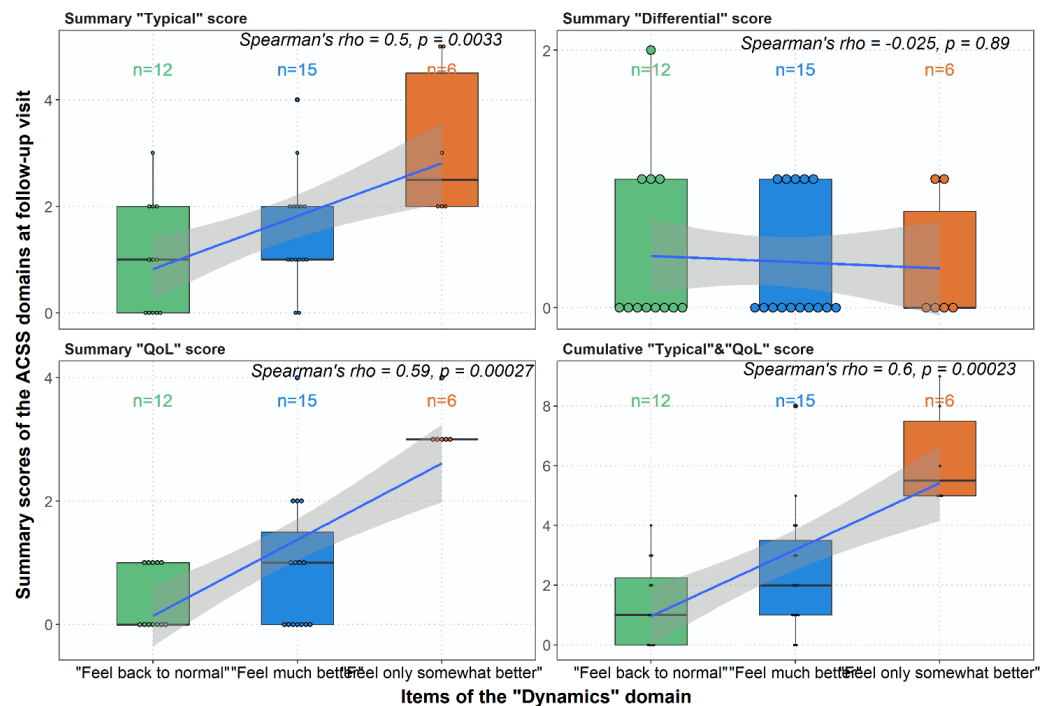 Summary "Typical" score
Spearman's rho = 0.5, p = 0.0033
n=12 n=15 n=6
4
2
0
Summary "Differential" score
Spearman's rho = -0.025, p = 0.89
n=12 n=15 n=6
2
0
Summary "QoL" score
Spearman's rho = 0.59, p = 0.00027
n=12 n=15 n=6
4
2
0
Cumulative "Typical"&"QoL" score
Spearman's rho = 0.6, p = 0.00023
n=12 n=15 n=6
8
6
4
2
0
"Feel back to normal" "Feel much better" "Feel only somewhat better"
"Feel back to normal" "Feel much better" "Feel only somewhat better"
Items of the "Dynamics" domain
Summary scores of the ACSS domains at follow-up visit